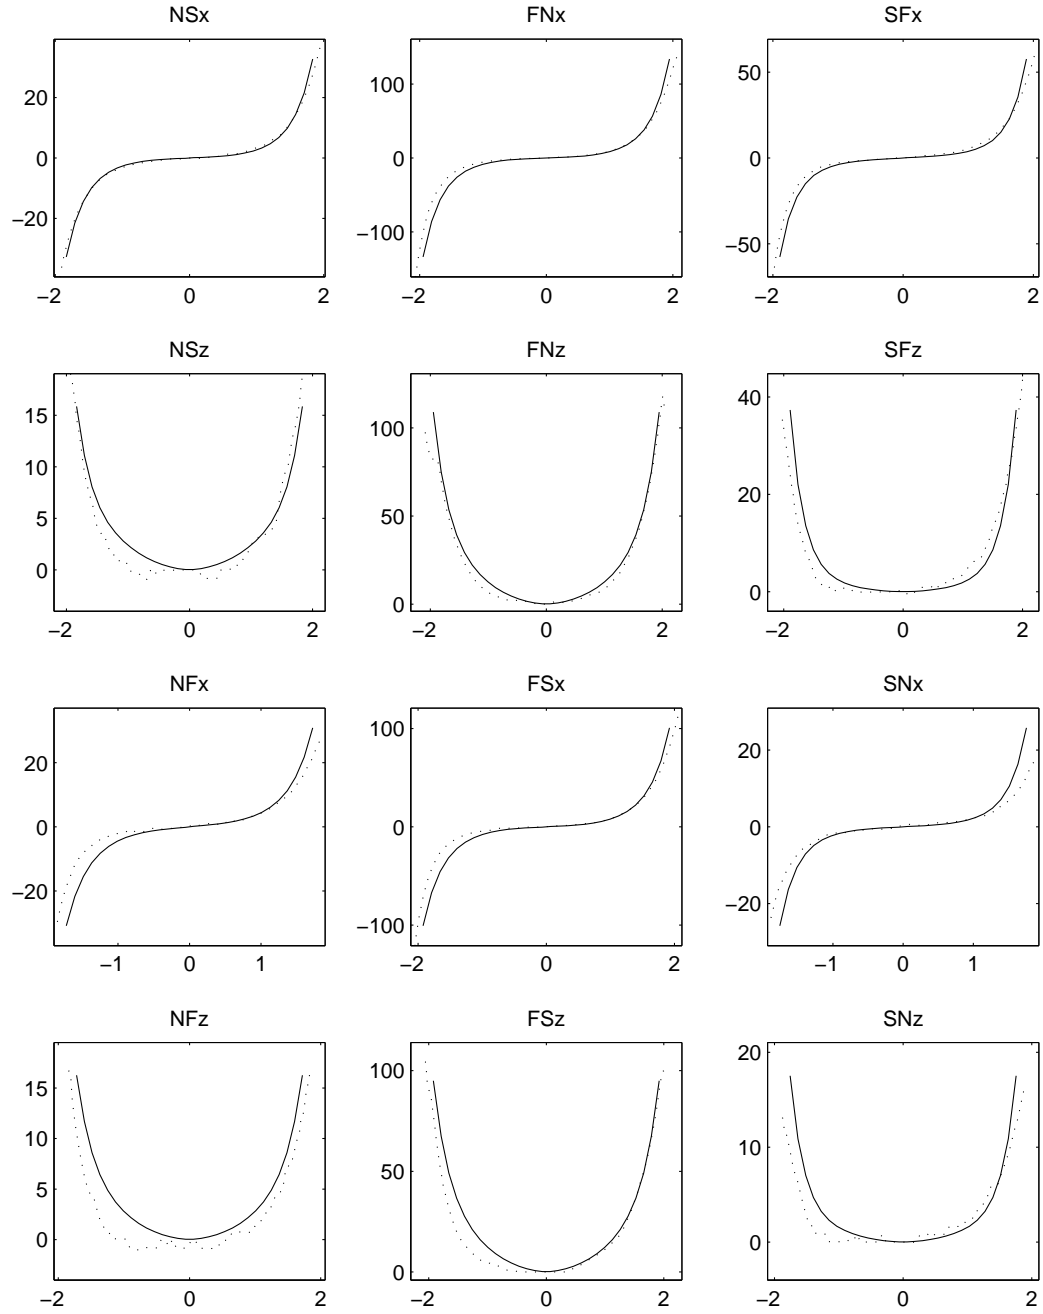 NSx FNx SFx
20 100 50
0 0 0
−20 −100 −50
−2 0 2 −2 0 2 −2 0 2
NSz FNz SFz
15 100 40
10 50 20
5 0 0
0
−2 0 2 −2 0 2 −2 0 2
NFx FSx SNx
20 100 20
0 0 0
−20 −100 −20
−1 0 1 −2 0 2 −1 0 1
NFz FSz SNz
15 100 20
10 50 10
5 0 0
0
−2 0 2 −2 0 2 −2 0 2